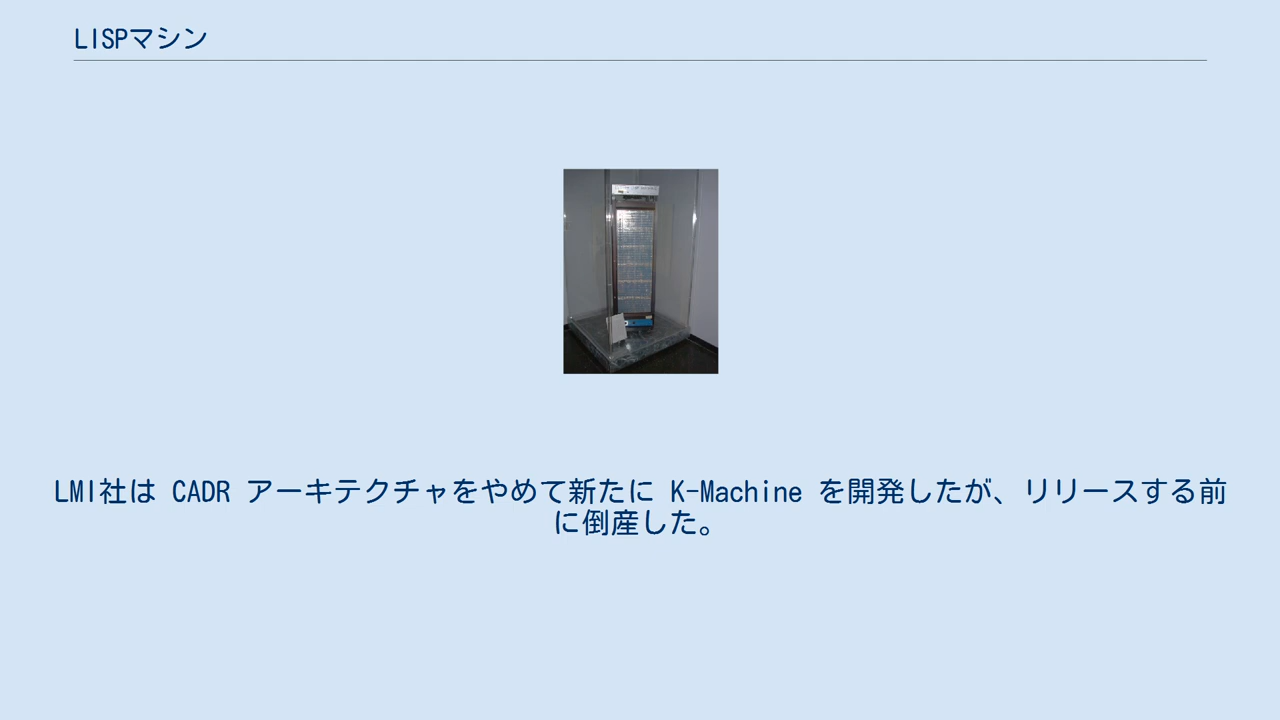 LISPマシン
LMI社は CADR アーキテクチャをやめて新たに K-Machine を開発したが、リリースする前
に倒産した。